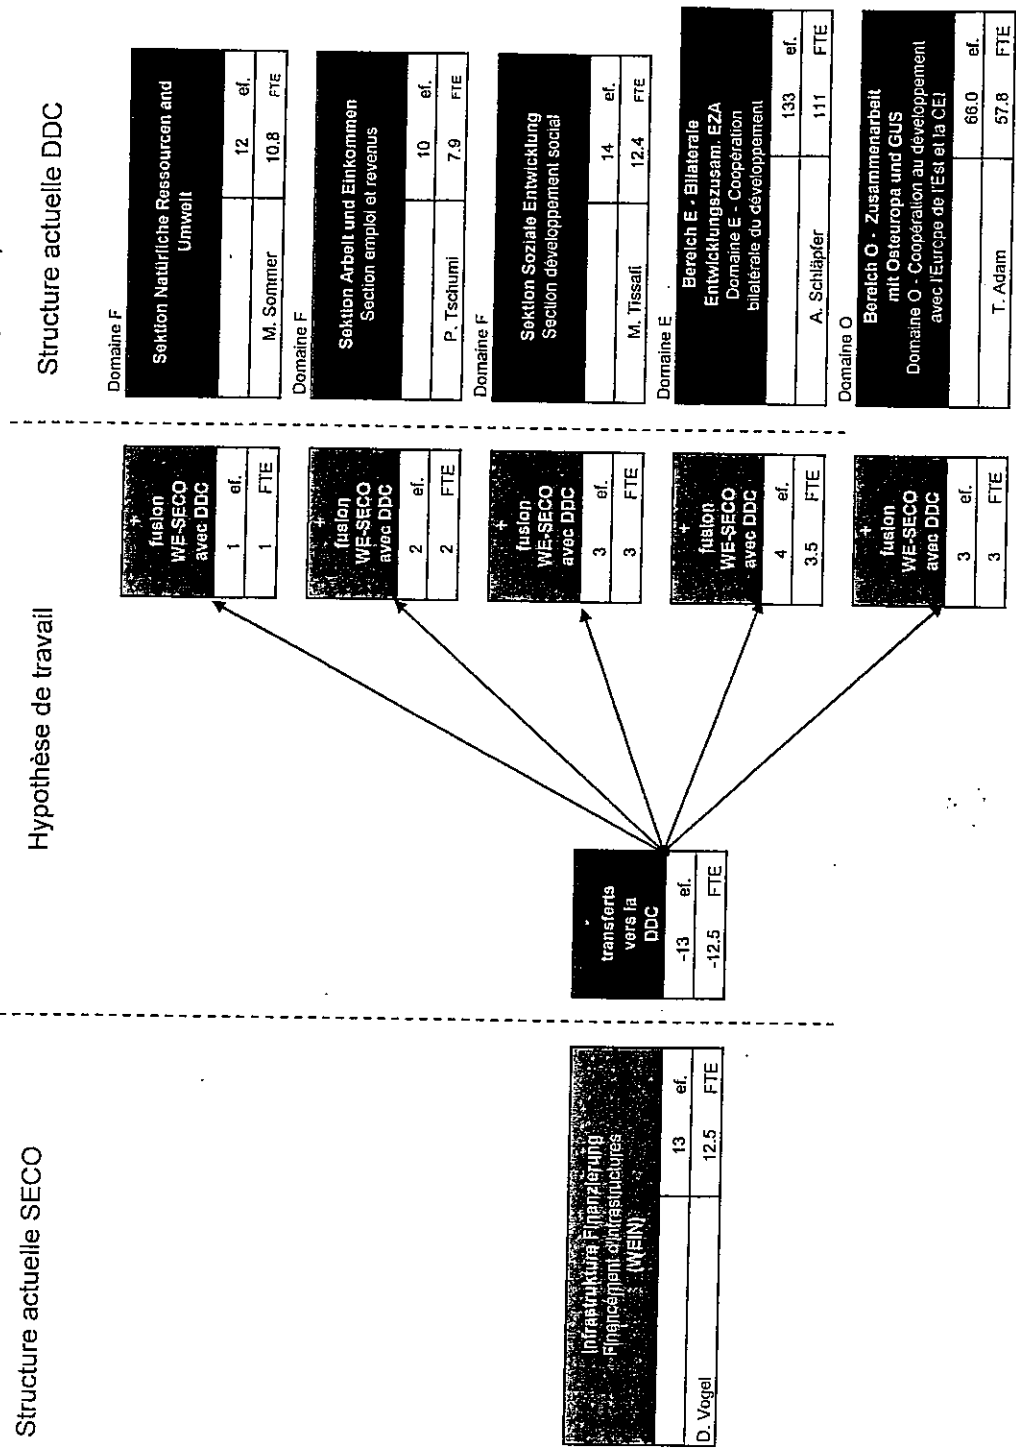 Structure actuelle SECO
Infrastrukture Finanzierung
Financement d'infrastructures
(WEIN)
13 ef.
D. Vogel 12.5 FTE
Hypothèse de travail
transferts
vers la
DDC
-13 ef.
-12.5 FTE
+
fusion
WE-SECO
avec DDC
1 ef.
1 FTE
+
fusion
WE-SECO
avec DDC
2 ef.
2 FTE
+
fusion
WE-SECO
avec DDC
3 ef.
3 FTE
+
fusion
WE-SECO
avec DDC
4 ef.
3.5 FTE
+
fusion
WE-SECO
avec DDC
3 ef.
3 FTE
Structure actuelle DDC
Domaine F
Sektion Natürliche Ressourcen and
Umwelt
12 ef.
M. Sommer 10.8 FTE
Domaine F
Sektion Arbeit und Einkommen
Section emploi et revenus
10 ef.
P. Tschumi 7.9 FTE
Domaine F
Sektion Soziale Entwicklung
Section développement social
14 ef.
M. Tissafi 12.4 FTE
Domaine E
Bereich E - Bilaterale
Entwicklungszusam. EZA
Domaine E - Coopération
bilatérale du développement
133 ef.
A. Schläpfer 111 FTE
Domaine O
Bereich O - Zusammenarbeit
mit Osteuropa und GUS
Domaine O - Coopération au développement
avec l'Europe de l'Est et la CEI
66.0 ef.
T. Adam 57.8 FTE